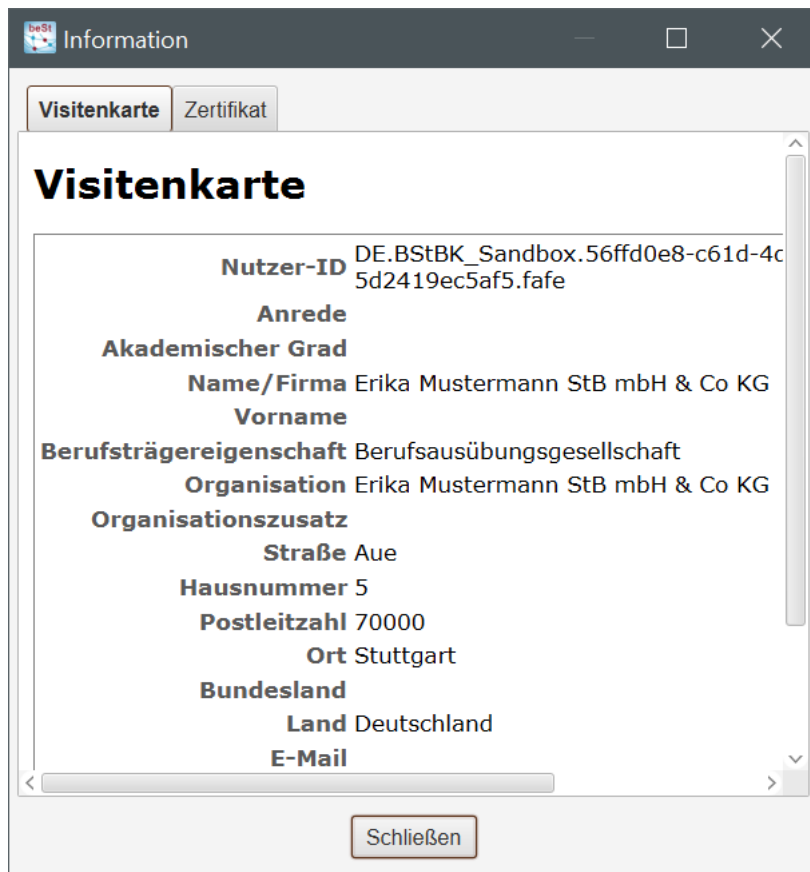 beSt
Information
Visitenkarte Zertifikat
Visitenkarte
Nutzer-ID DE.BStBK_Sandbox.56ffd0e8-c61d-4c
5d2419ec5af5.fafe
Anrede
Akademischer Grad
Name/Firma Erika Mustermann StB mbH & Co KG
Vorname
Berufsträgereigenschaft Berufsausübungsgesellschaft
Organisation Erika Mustermann StB mbH & Co KG
Organisationszusatz
Straße Aue
Hausnummer 5
Postleitzahl 70000
Ort Stuttgart
Bundesland
Land Deutschland
E-Mail
Schließen